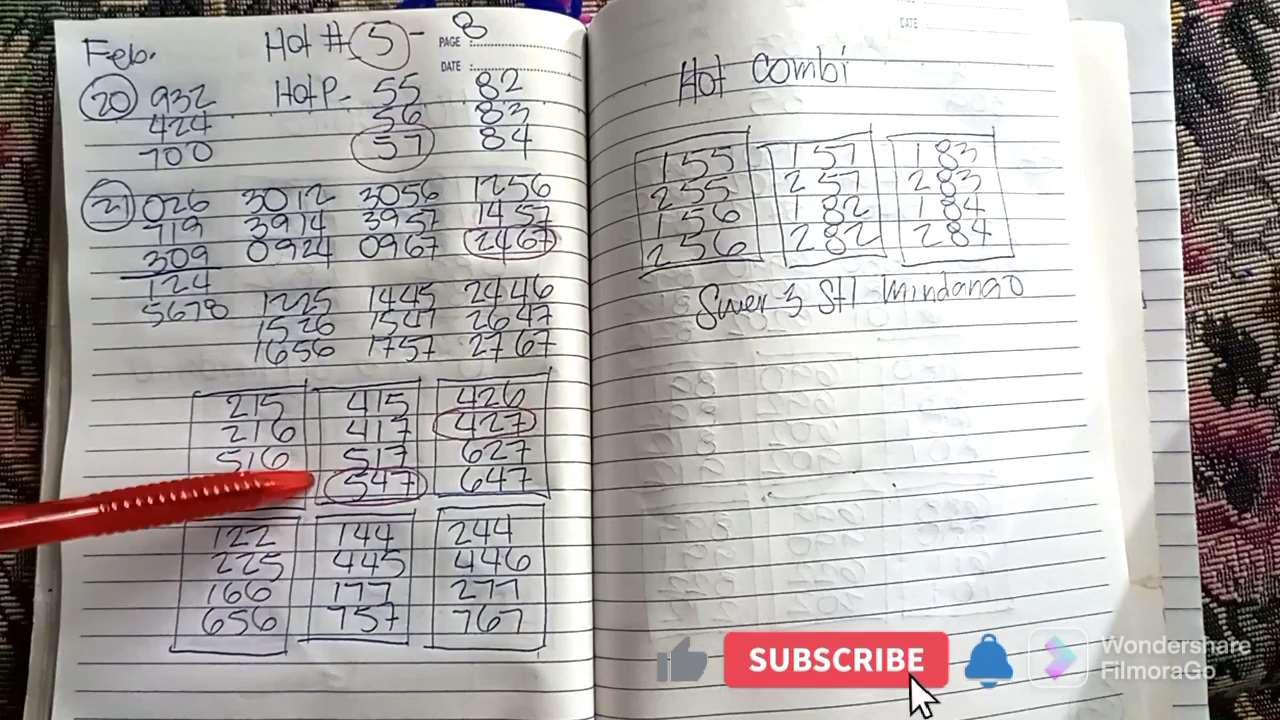 Feb. Hot # 5 - 8
PAGE :
DATE :
20 932 Hot P - 55 82
424 56 83
700 57 84
21 026 3012 3056 1256
719 3914 3957 1457
309 0924 0967 2467
124
5678 1225 1445 2446
1526 1547 2647
1656 1757 2767
215 415 426
216 417 427
516 517 627
547 647
122 144 244
225 445 446
166 177 277
656 757 767
DATE :
Hot combi
155 157 183
255 257 283
156 182 184
256 282 284
Swer 3 Stl Mindanao
SUBSCRIBE
Wondershare
FilmoraGo